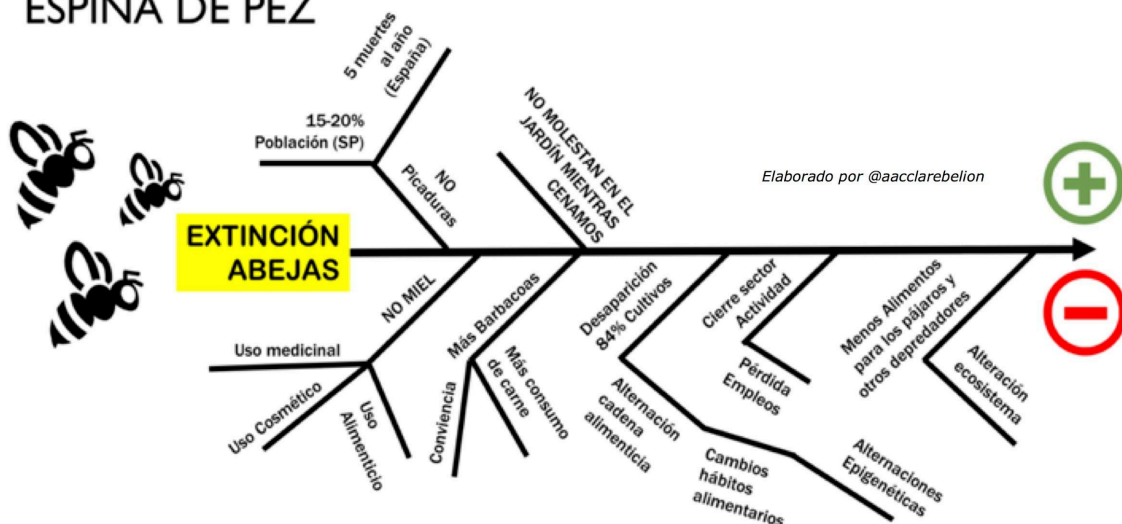 ESPINA DE PEZ
5 muertes
al año
(España)
15-20%
Población (SP)
NO
Picaduras
NO MOLESTAN EN EL
JARDÍN MIENTRAS
CENAMOS
Elaborado por @aacclarebelion
EXTINCIÓN
ABEJAS
NO MIEL
Uso medicinal
Uso Cosmético
Uso
Alimenticio
Más Barbacoas
Conviencia
Más consumo
de carne
Desaparición
84% Cultivos
Alternación
cadena
alimenticia
Cambios
hábitos
alimentarios
Alternaciones
Epigenéticas
Cierre sector
Actividad
Pérdida
Empleos
Menos Alimentos
para los pájaros y
otros depredadores
Alteración
ecosistema